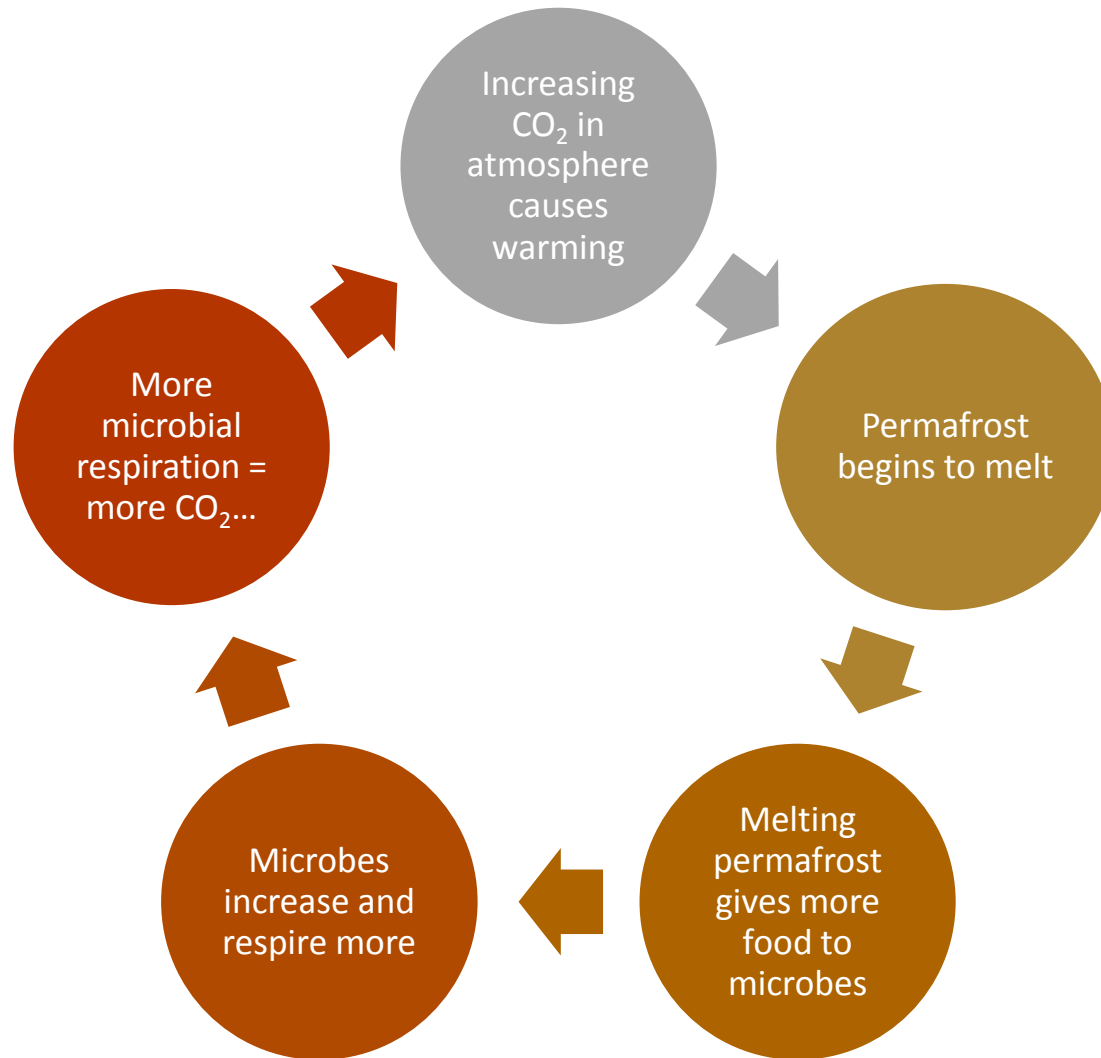 Increasing
CO₂ in
atmosphere
causes
warming
Permafrost
begins to melt
Melting
permafrost
gives more
food to
microbes
Microbes
increase and
respire more
More
microbial
respiration =
more CO₂...